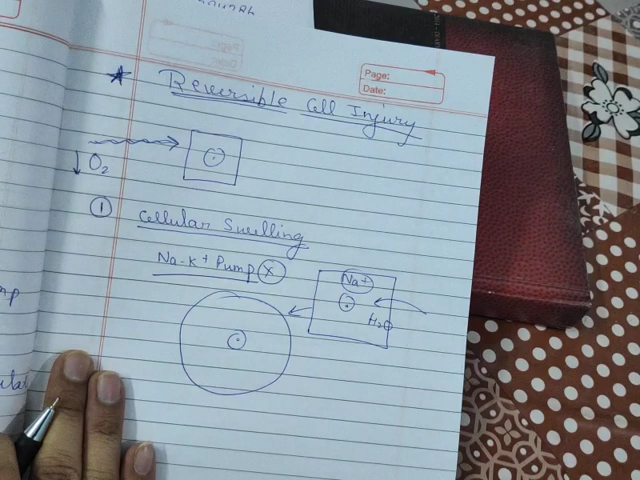 Page:
Date:
Reversible Cell Injury
↓ O₂
① Cellular Swelling
Na-K+ Pump ⓧ
Na+
H₂O